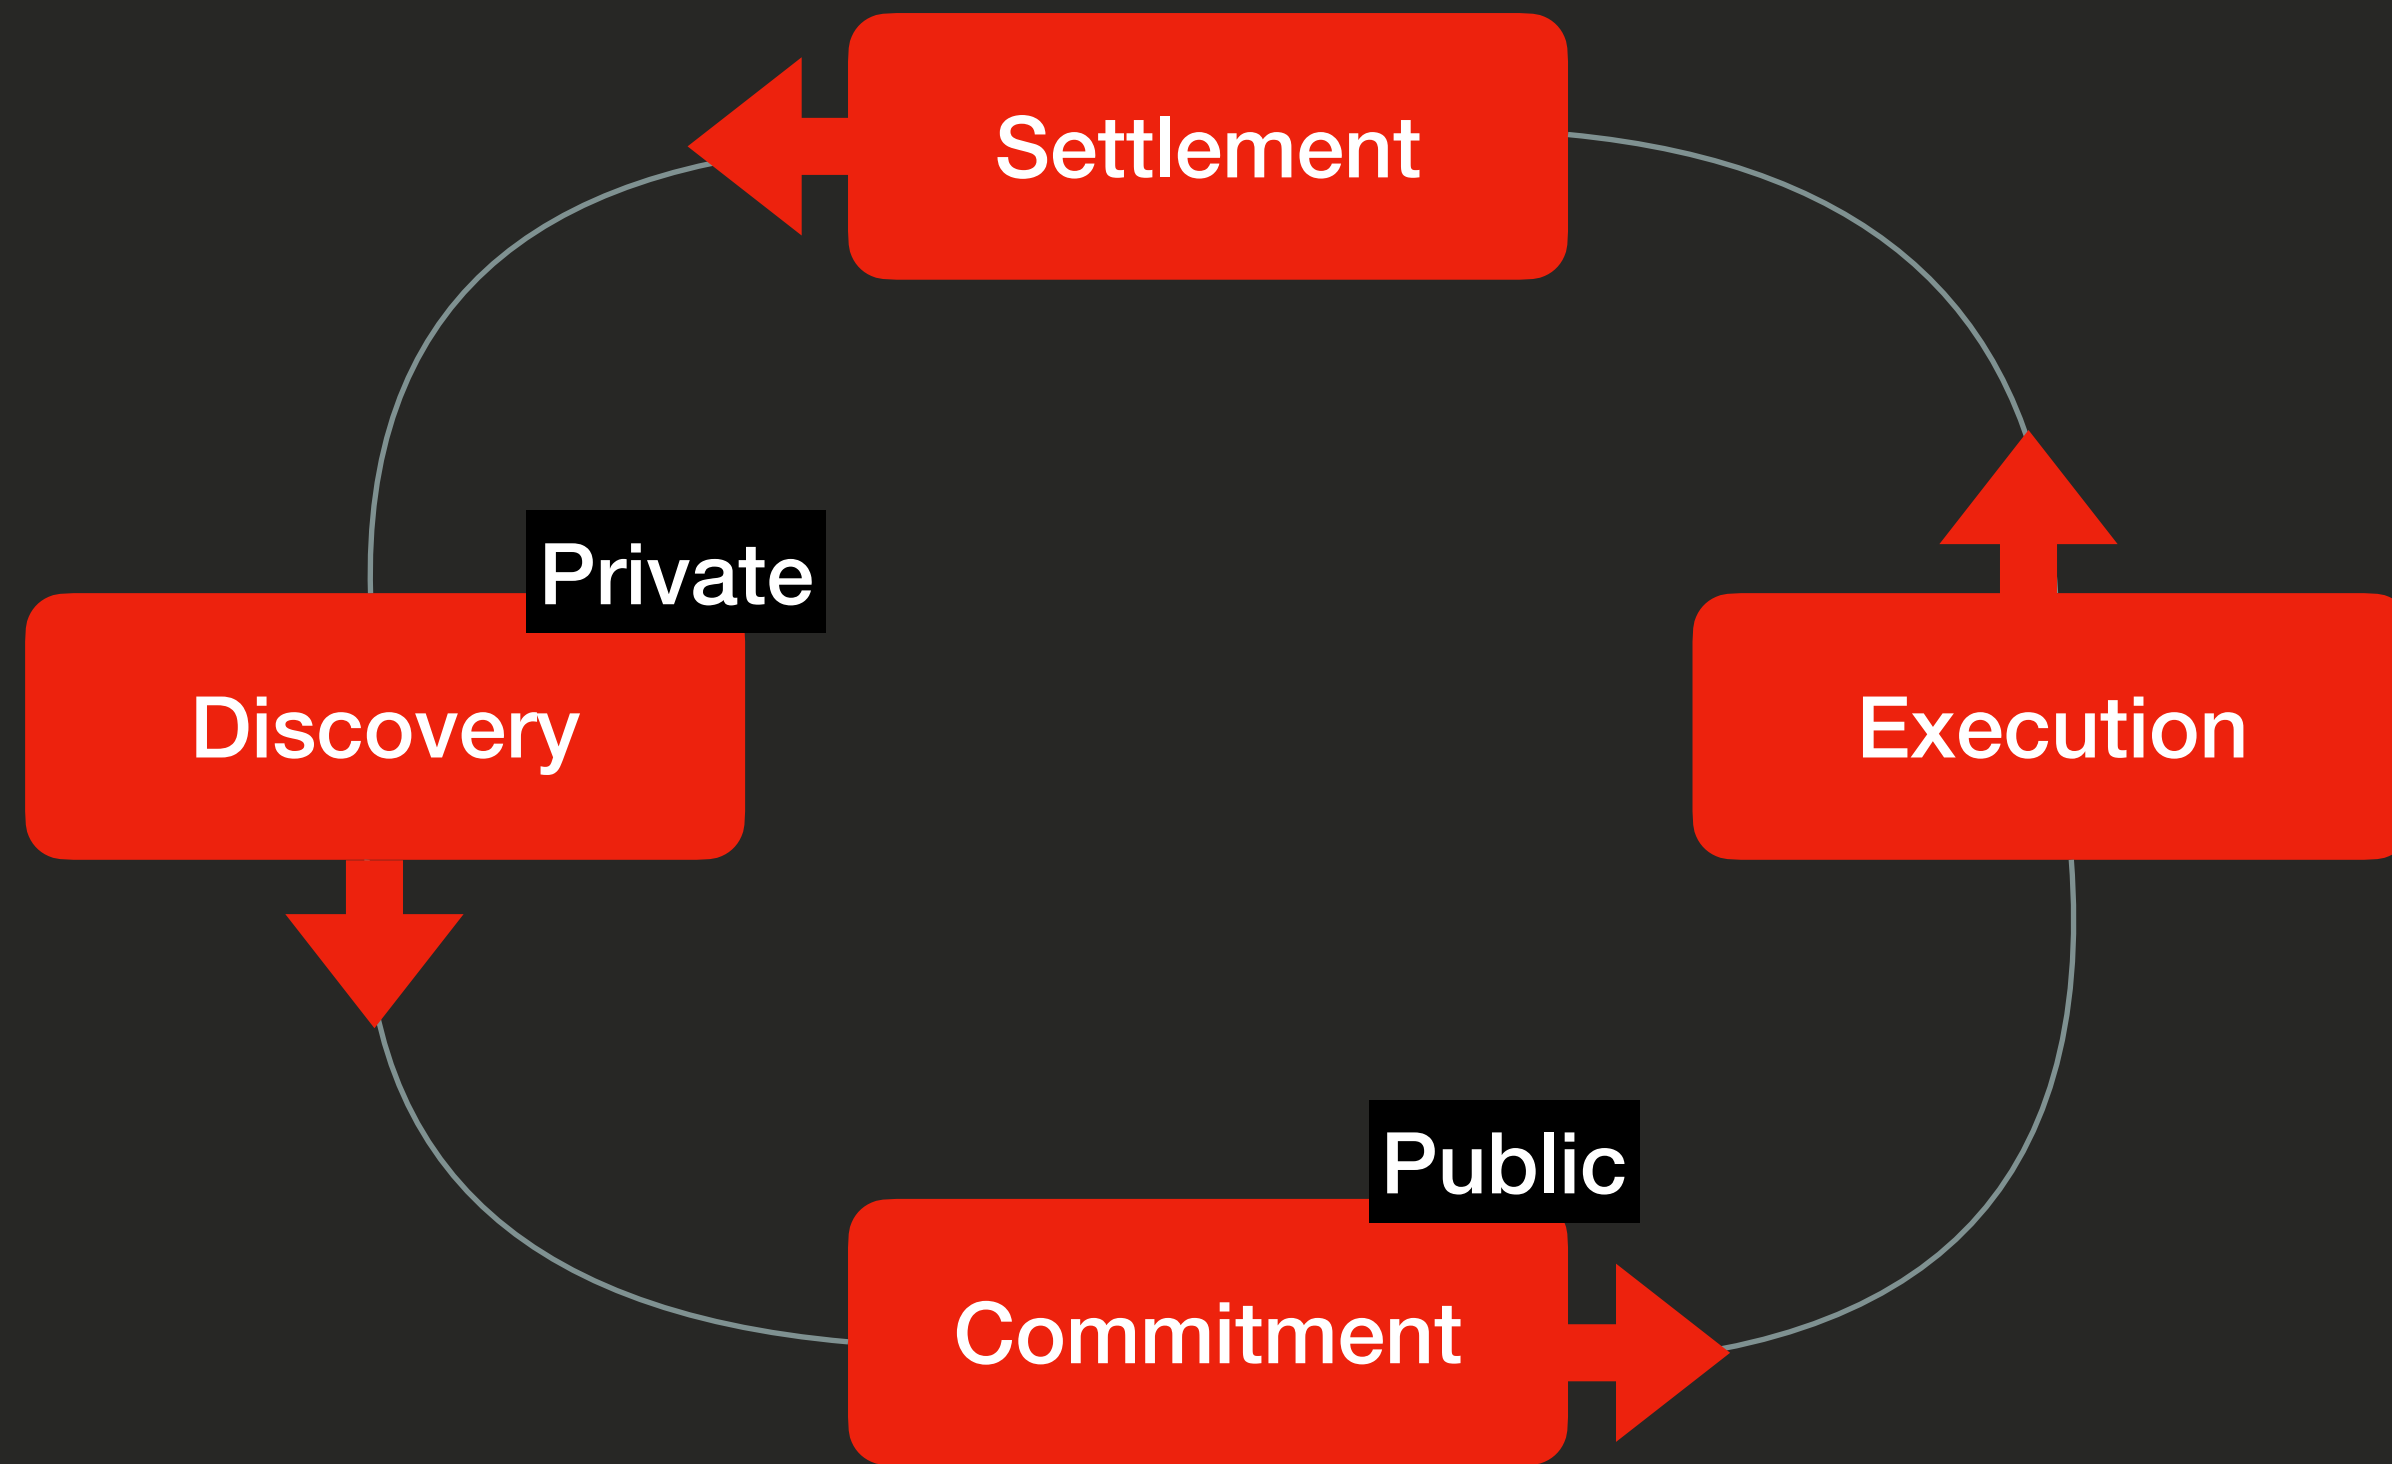 Settlement
Private
Discovery
Execution
Public
Commitment